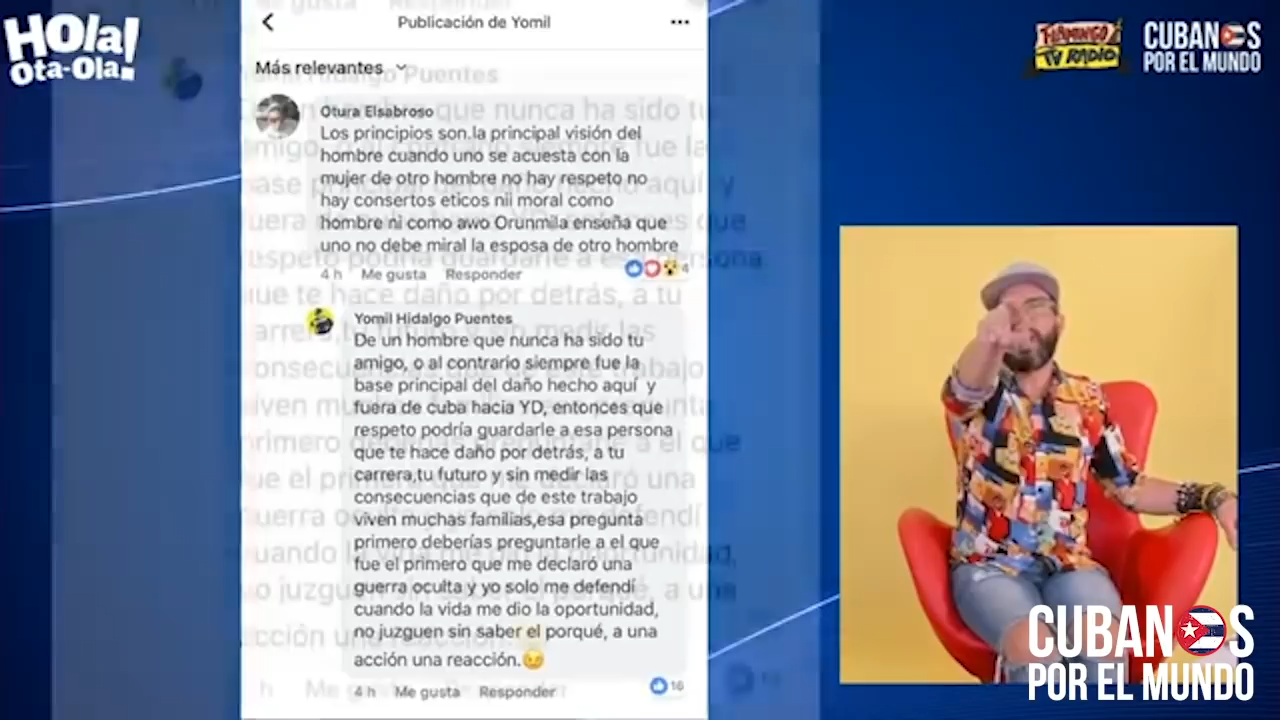 HOla!
Ota-Ola!
FLAMINGO
TV RADIO
CUBANOS
POR EL MUNDO
Publicación de Yomil
Más relevantes
Otura Elsabroso
Los principios son.la principal visión del
hombre cuando uno se acuesta con la
mujer de otro hombre no hay respeto no
hay consertos eticos nii moral como
hombre ni como awo Orunmila enseña que
uno no debe miral la esposa de otro hombre
4 h Me gusta Responder
4
Yomil Hidalgo Puentes
De un hombre que nunca ha sido tu
amigo, o al contrario siempre fue la
base principal del daño hecho aquí y
fuera de cuba hacia YD, entonces que
respeto podría guardarle a esa persona
que te hace daño por detrás, a tu
carrera,tu futuro y sin medir las
consecuencias que de este trabajo
viven muchas familias,esa pregunta
primero deberías preguntarle a el que
fue el primero que me declaró una
guerra oculta y yo solo me defendí
cuando la vida me dio la oportunidad,
no juzguen sin saber el porqué, a una
acción una reacción.
4 h Me gusta Responder
16
CUBANOS
POR EL MUNDO